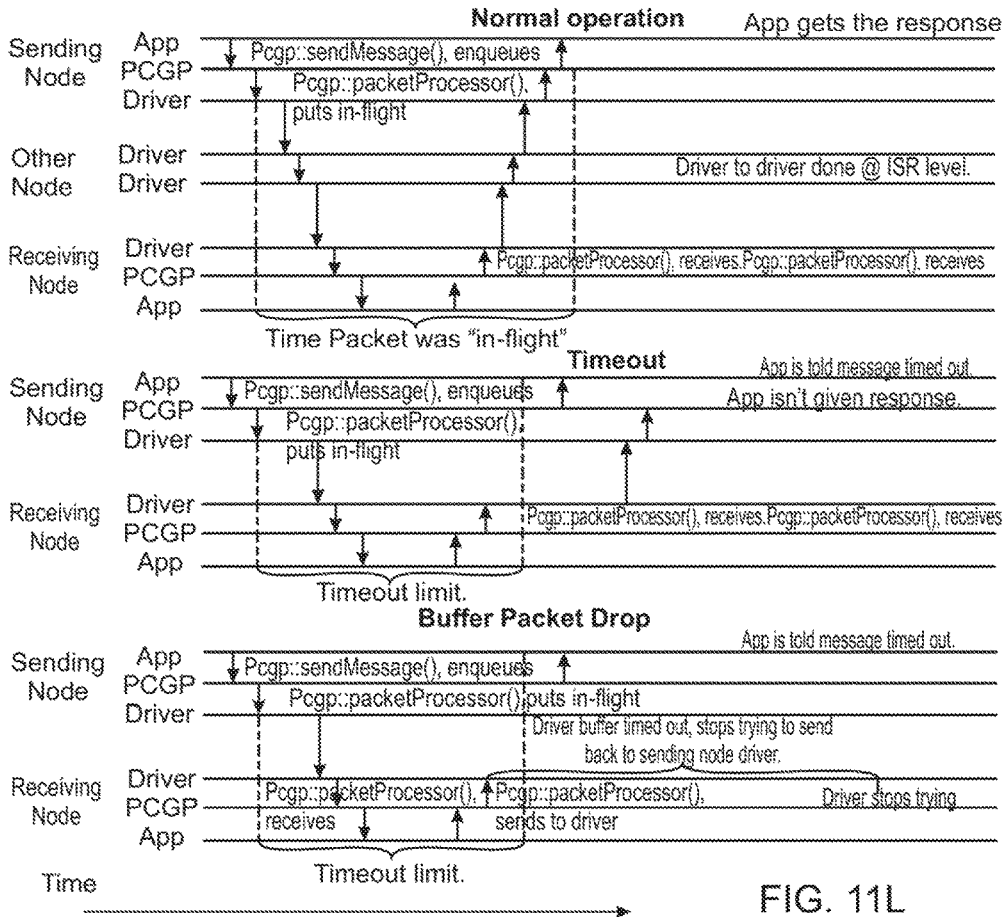 Normal operation
App gets the response
Sending
Node
App
PCGP
Driver
Pcgp::sendMessage(), enqueues
Pcgp::packetProcessor(),
puts in-flight
Other
Node
Driver
Driver
Driver to driver done @ ISR level.
Receiving
Node
Driver
PCGP
App
Pcgp::packetProcessor(), receives.Pcgp::packetProcessor(). receives
Time Packet was "in-flight"
Timeout
Sending
Node
App
PCGP
Driver
Pcgp::sendMessage(), enqueues
App is told message timed out.
App isn't given response.
Pcgp::packetProcessor(),
puts in-flight
Receiving
Node
Driver
PCGP
App
Pcgp::packetProcessor(), receives.Pcgp::packetProcessor(), receives
Timeout limit.
Buffer Packet Drop
Sending
Node
App
PCGP
Driver
App is told message timed out.
Pcgp::sendMessage(), enqueues
Pcgp::packetProcessor(),puts in-flight
Driver buffer timed out, stops trying to send
back to sending node driver.
Receiving
Node
Driver
PCGP
App
Pcgp::packetProcessor(),
receives
Pcgp::packetProcessor(),
sends to driver
Driver stops trying
Timeout limit.
Time
FIG. 11L